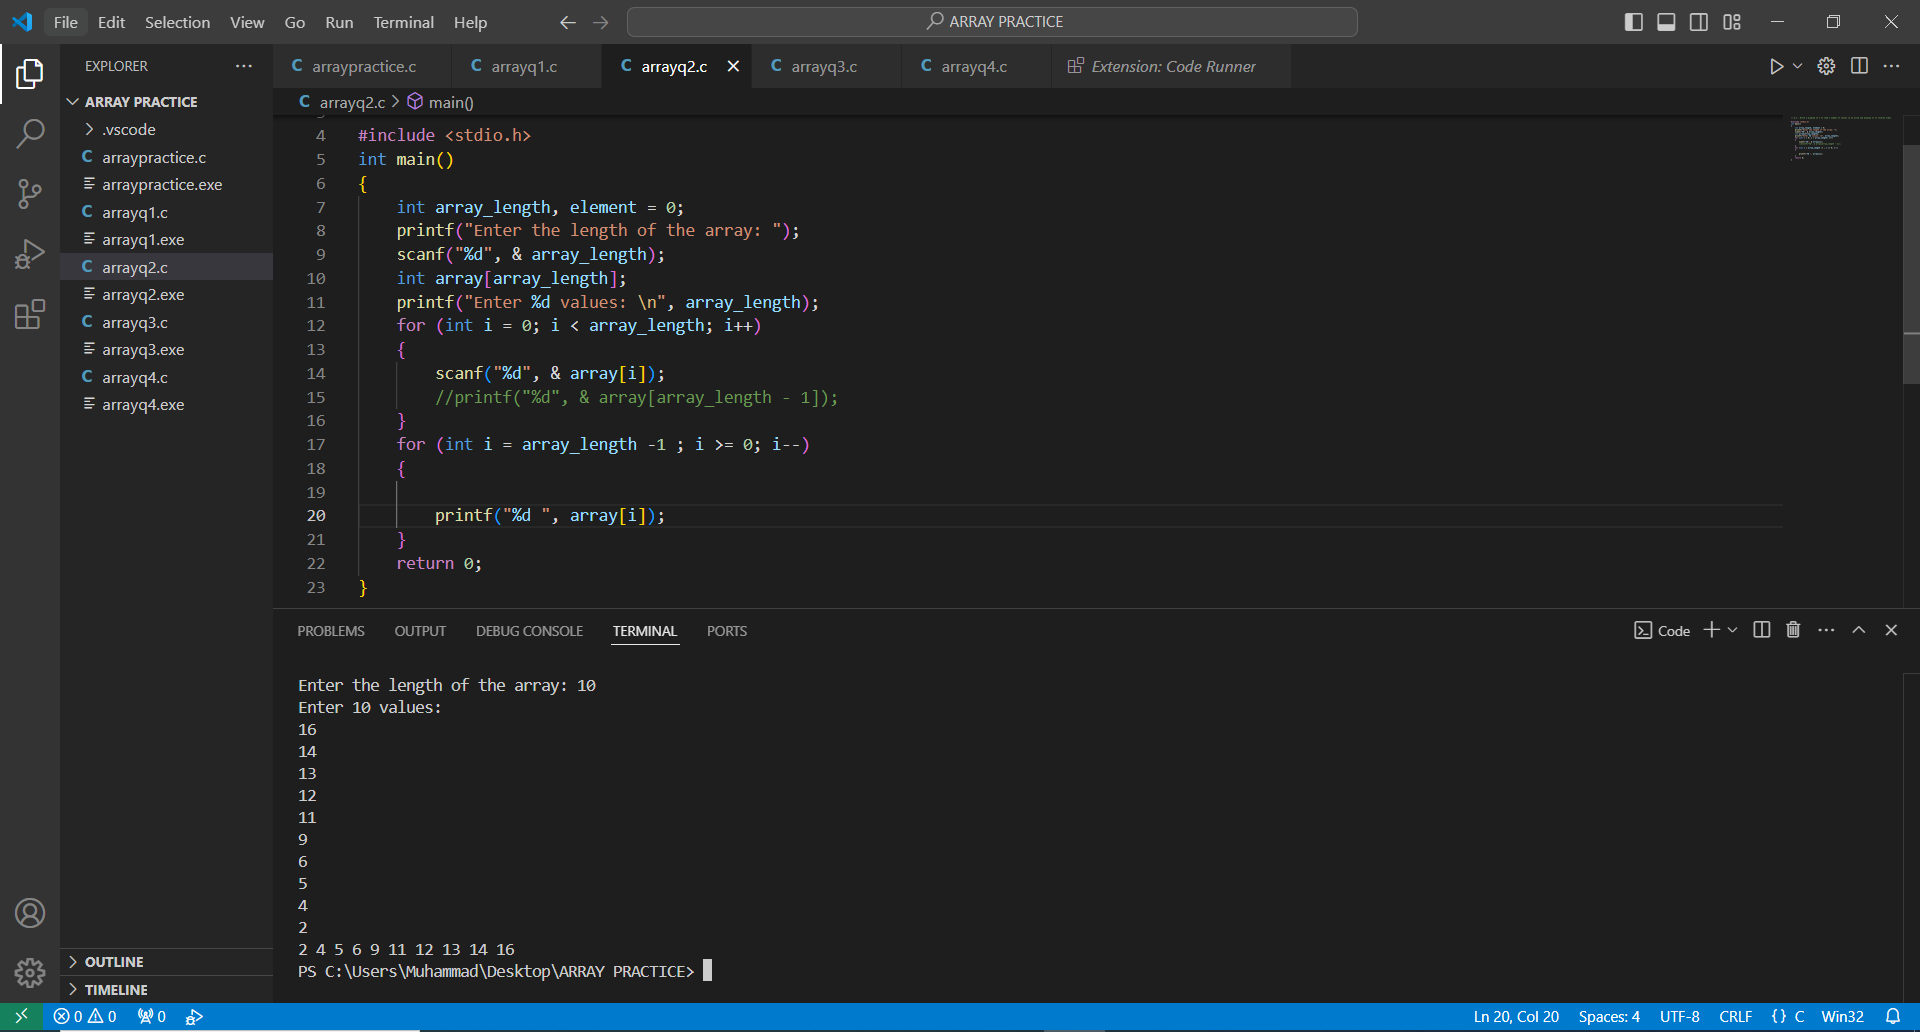 File Edit Selection View Go Run Terminal Help ARRAY PRACTICE
EXPLORER
ARRAY PRACTICE
.vscode
C arraypractice.c
arraypractice.exe
C arrayq1.c
arrayq1.exe
C arrayq2.c
arrayq2.exe
C arrayq3.c
arrayq3.exe
C arrayq4.c
arrayq4.exe
OUTLINE
TIMELINE
C arraypractice.c C arrayq1.c C arrayq2.c C arrayq3.c C arrayq4.c Extension: Code Runner
C arrayq2.c > main()
4 #include <stdio.h>
5 int main()
6 {
7 int array_length, element = 0;
8 printf("Enter the length of the array: ");
9 scanf("%d", & array_length);
10 int array[array_length];
11 printf("Enter %d values: \n", array_length);
12 for (int i = 0; i < array_length; i++)
13 {
14 scanf("%d", & array[i]);
15 //printf("%d", & array[array_length - 1]);
16 }
17 for (int i = array_length -1 ; i >= 0; i--)
18 {
19
20 printf("%d ", array[i]);
21 }
22 return 0;
23 }
PROBLEMS OUTPUT DEBUG CONSOLE TERMINAL PORTS Code
Enter the length of the array: 10
Enter 10 values:
16
14
13
12
11
9
6
5
4
2
2 4 5 6 9 11 12 13 14 16
PS C:\Users\Muhammad\Desktop\ARRAY PRACTICE>
0 0 0 Ln 20, Col 20 Spaces: 4 UTF-8 CRLF {} C Win32